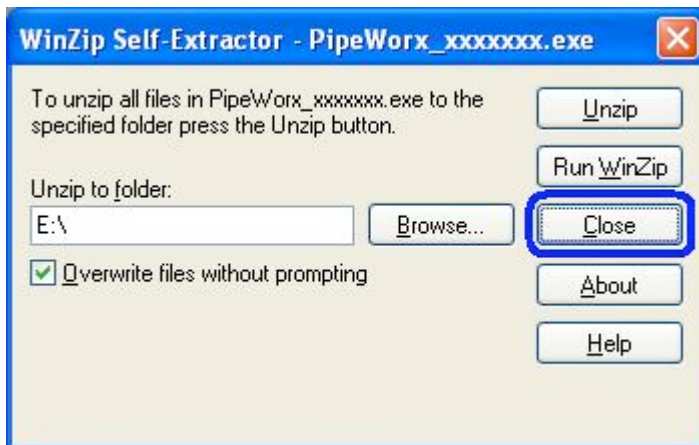 WinZip Self-Extractor - PipeWorx_xxxxxxx.exe
To unzip all files in PipeWorx_xxxxxxx.exe to the
specified folder press the Unzip button.
Unzip to folder:
E:\
Browse...
Overwrite files without prompting
Unzip
Run WinZip
Close
About
Help